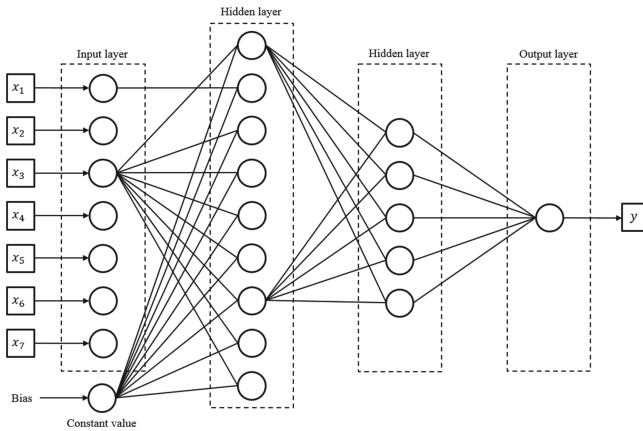 Hidden layer
Input layer
Hidden layer
Output layer
x₁
x₂
x₃
x₄
x₅
x₆
x₇
y
Bias
Constant value